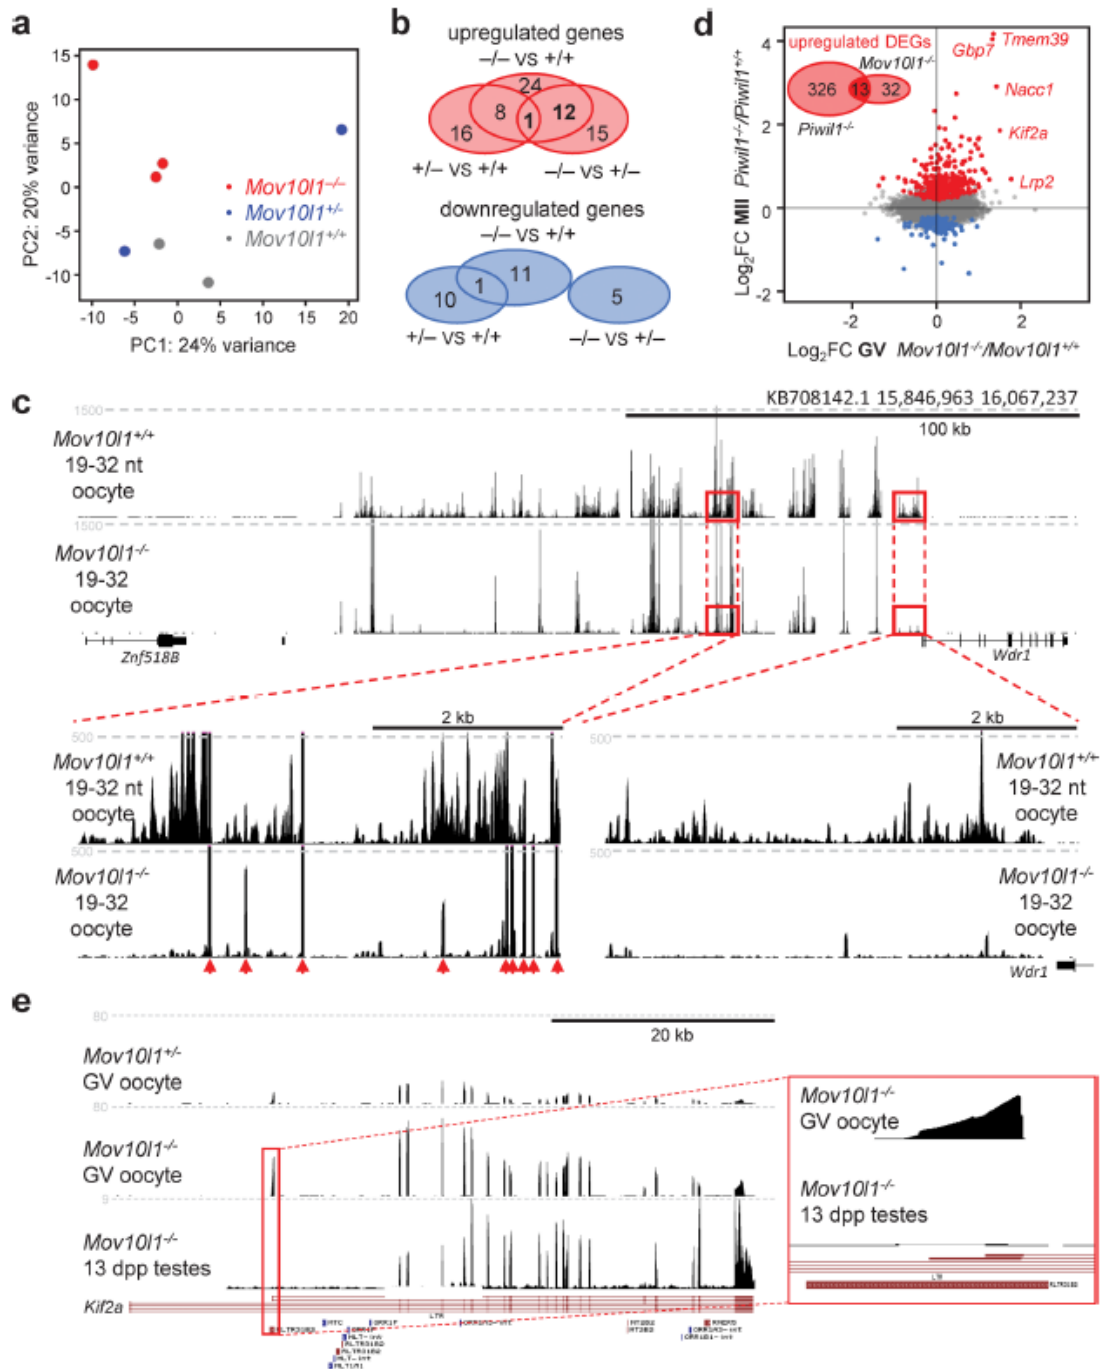 a
15
10
5
0
-5
-10
PC2: 20% variance
Mov10l1–/–
Mov10l1+/-
Mov10l1+/+
-10 -5 0 5 10 15 20
PC1: 24% variance
b
upregulated genes
–/– VS +/+
24
8 1 12
16 15
+/– VS +/+ –/– VS +/–
downregulated genes
–/– VS +/+
11
10 1 5
+/– VS +/+ –/– VS +/–
d
4
2
0
-2
Log2FC MII Piwil1-/-/Piwil1+/+
upregulated DEGs
Mov10l1-/-
326 13 32
Piwil1-/-
Gbp7
Tmem39
Nacc1
Kif2a
Lrp2
-2 0 2
Log2FC GV Mov10l1-/-/Mov10l1+/+
c
KB708142.1 15,846,963 16,067,237
100 kb
1500
Mov10l1+/+
19-32 nt
oocyte
1500
Mov10l1-/-
19-32
oocyte
Znf518B
Wdr1
2 kb
500
Mov10l1+/+
19-32 nt
oocyte
500
Mov10l1-/-
19-32
oocyte
2 kb
500
Mov10l1+/+
19-32 nt
oocyte
500
Mov10l1-/-
19-32
oocyte
Wdr1
e
80
20 kb
Mov10l1+/-
GV oocyte
80
Mov10l1-/-
GV oocyte
9
Mov10l1-/-
13 dpp testes
Kif2a
LTR
MTC
Mov10l1-/-
GV oocyte
Mov10l1-/-
13 dpp testes
LTR